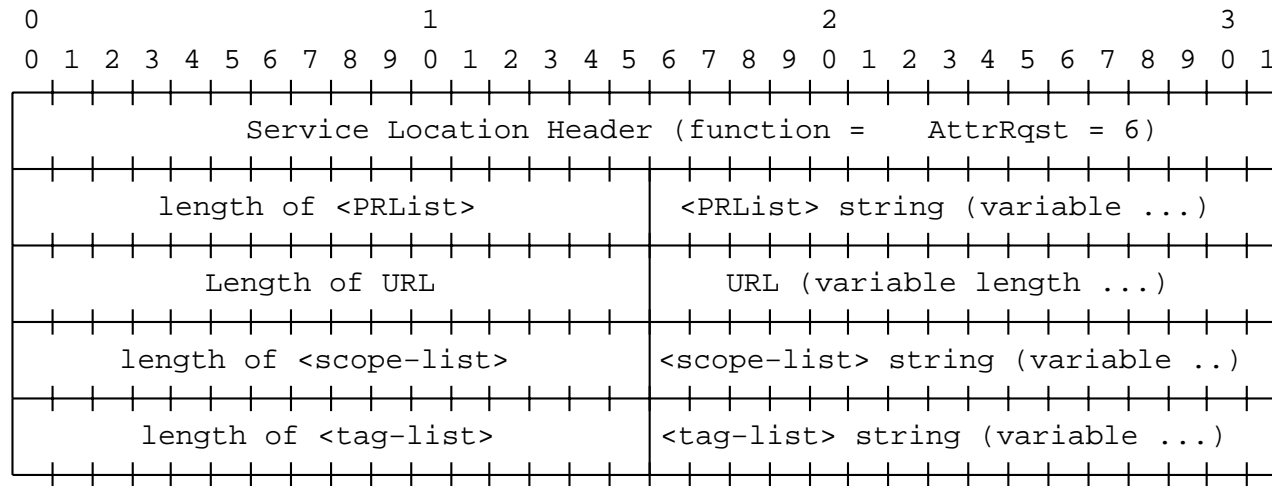 0 1 2 3
0 1 2 3 4 5 6 7 8 9 0 1 2 3 4 5 6 7 8 9 0 1 2 3 4 5 6 7 8 9 0 1
Service Location Header (function = AttrRqst = 6)
length of <PRList> <PRList> string (variable ...)
Length of URL URL (variable length ...)
length of <scope-list> <scope-list> string (variable ..)
length of <tag-list> <tag-list> string (variable ...)